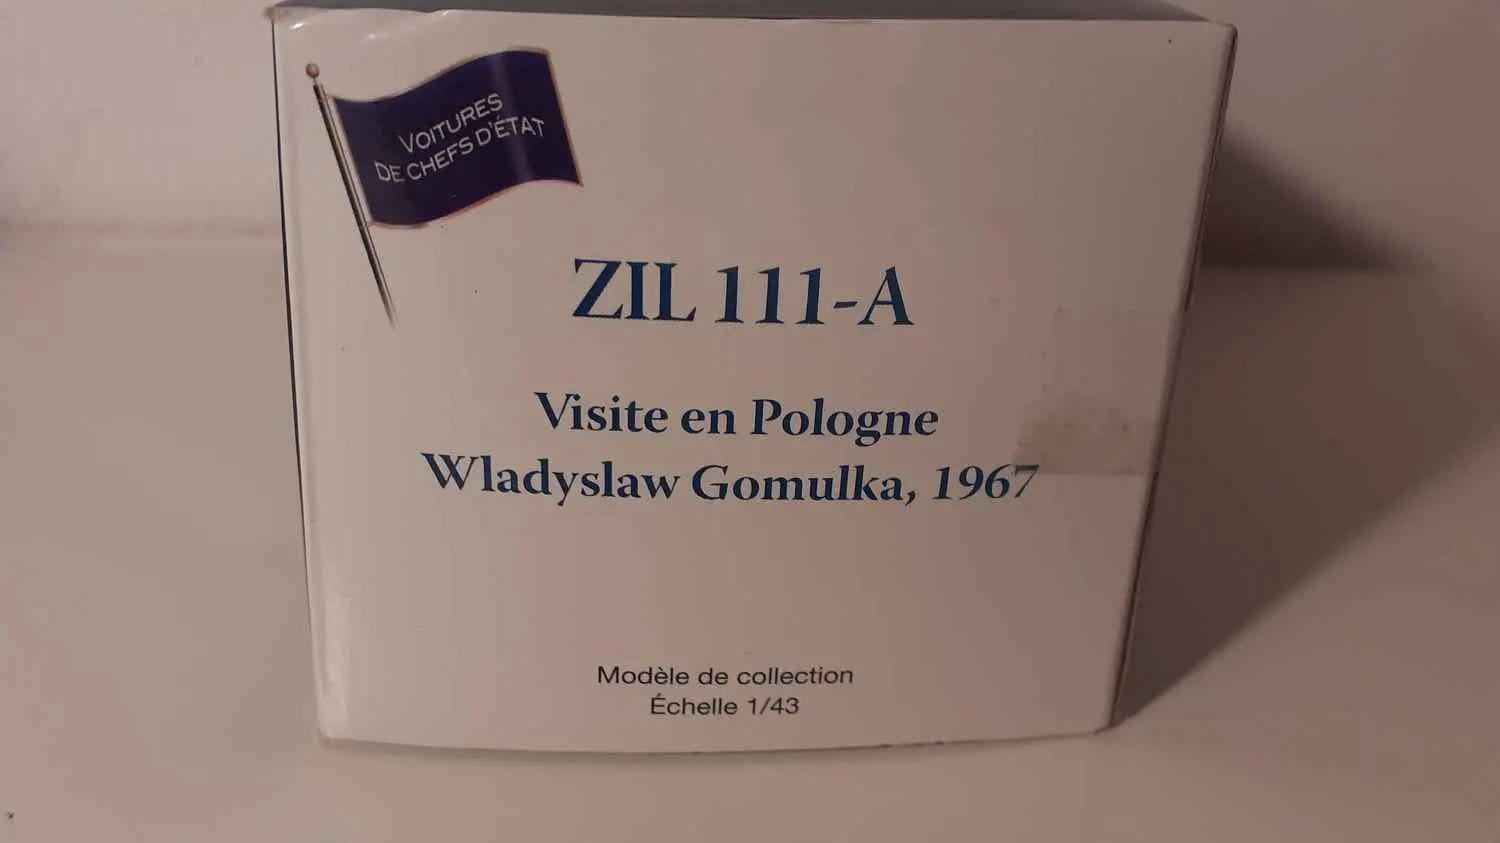 VOITURES
DE CHEFS D'ÉTAT
ZIL 111-A
Visite en Pologne
Wladyslaw Gomulka, 1967
Modèle de collection
Échelle 1/43